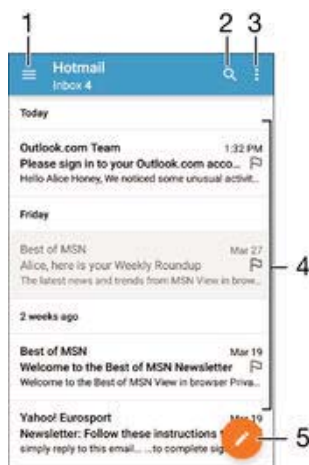 1 2 3
Hotmail
Inbox 4
Today
Outlook.com Team 1:32 PM
Please sign in to your Outlook.com acco...
Hello Alice Honey, We noticed some unusual activit...
Friday
Best of MSN Mar 27
Alice, here is your Weekly Roundup
The latest news and trends from MSN View in brow...
4
2 weeks ago
Best of MSN Mar 19
Welcome to the Best of MSN Newsletter
Welcome to the Best of MSN View in browser Priva...
Yahoo! Eurosport Mar 19
Newsletter: Follow these instructions
5
simply reply to this email... ...to complete